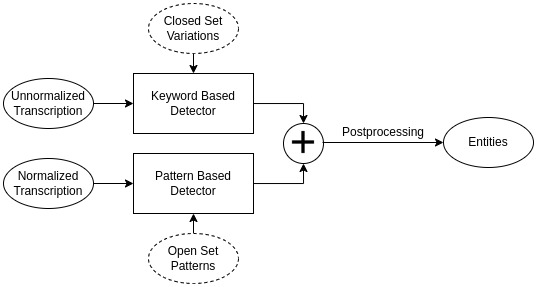 Closed Set
Variations
Unnormalized
Transcription
Keyword Based
Detector
Postprocessing
Entities
Normalized
Transcription
Pattern Based
Detector
Open Set
Patterns